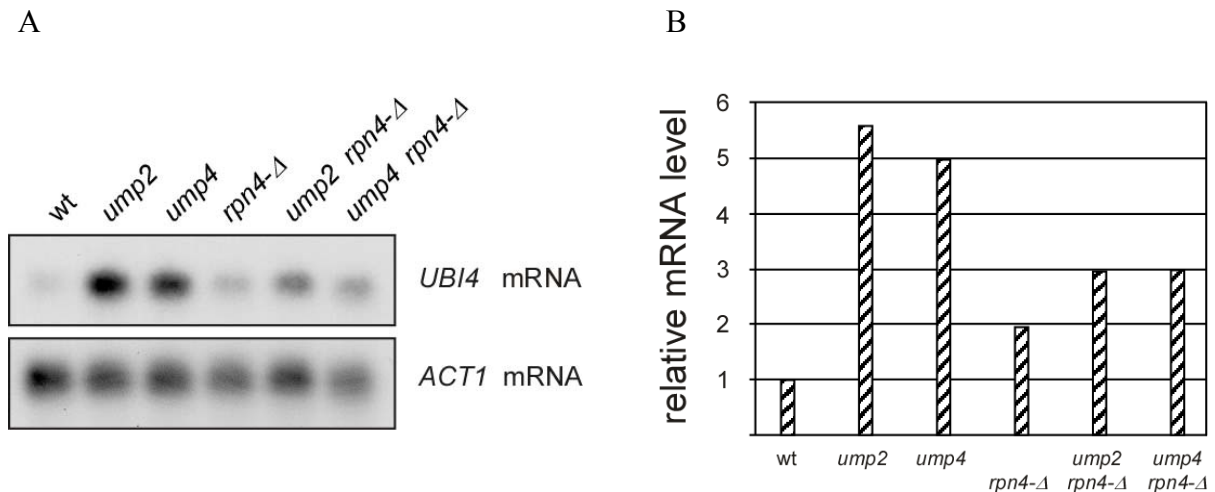 A
wt
ump2
ump4
rpn4-Δ
ump2 rpn4-Δ
ump4 rpn4-Δ
UBI4 mRNA
ACT1 mRNA
B
relative mRNA level
6
5
4
3
2
1
wt
ump2
ump4
rpn4-Δ
ump2
rpn4-Δ
ump4
rpn4-Δ